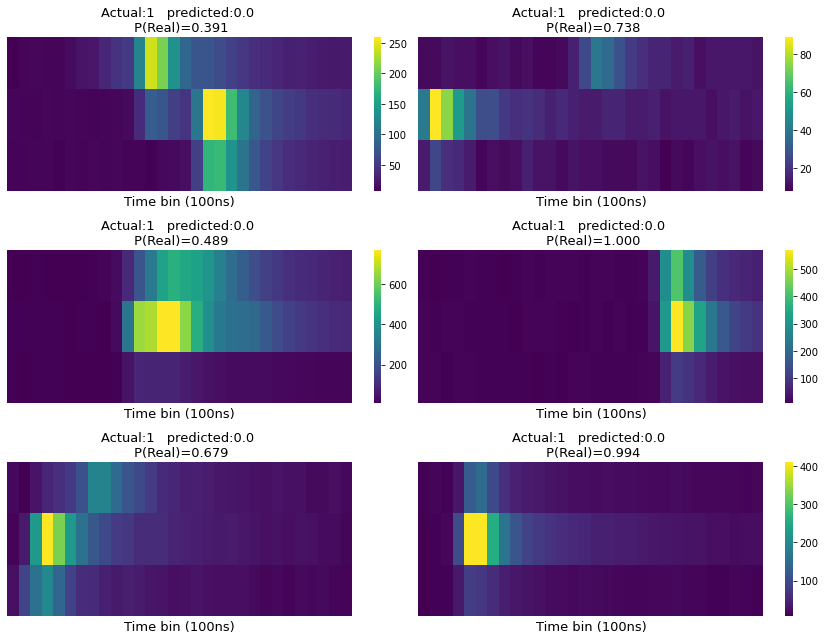 Actual:1 predicted:0.0
P(Real)=0.391
250
200
150
100
50
Time bin (100ns)
Actual:1 predicted:0.0
P(Real)=0.738
80
60
40
20
Time bin (100ns)
Actual:1 predicted:0.0
P(Real)=0.489
600
400
200
Time bin (100ns)
Actual:1 predicted:0.0
P(Real)=1.000
500
400
300
200
100
Time bin (100ns)
Actual:1 predicted:0.0
P(Real)=0.679
Time bin (100ns)
Actual:1 predicted:0.0
P(Real)=0.994
400
300
200
100
Time bin (100ns)